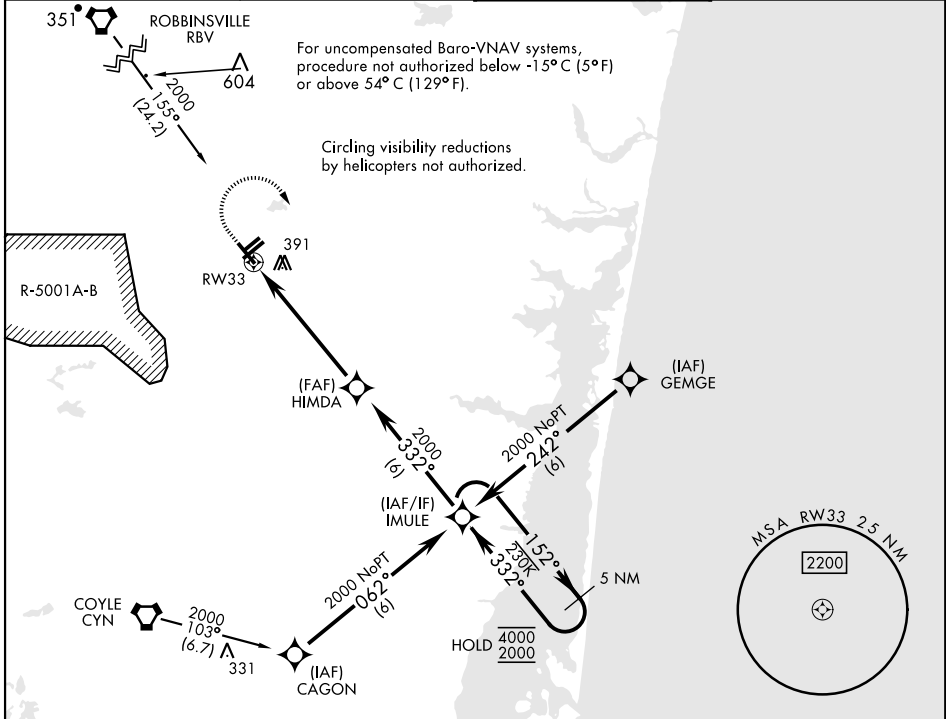 351
ROBBINSVILLE
RBV
604
2000
155°
(24.2)
For uncompensated Baro-VNAV systems,
procedure not authorized below -15°C (5°F)
or above 54°C (129°F).
Circling visibility reductions
by helicopters not authorized.
391
RW33
R-5001A-B
(FAF)
HIMDA
(IAF)
GEMGE
2000 NoPT
242°
(6)
2000
332°
(6)
(IAF/IF)
IMULE
152°
230K
332°
5 NM
HOLD 4000
2000
2000 NoPT
062°
(6)
COYLE
CYN
2000
103°
(6.7)
331
(IAF)
CAGON
MSA RW33 25 NM
2200